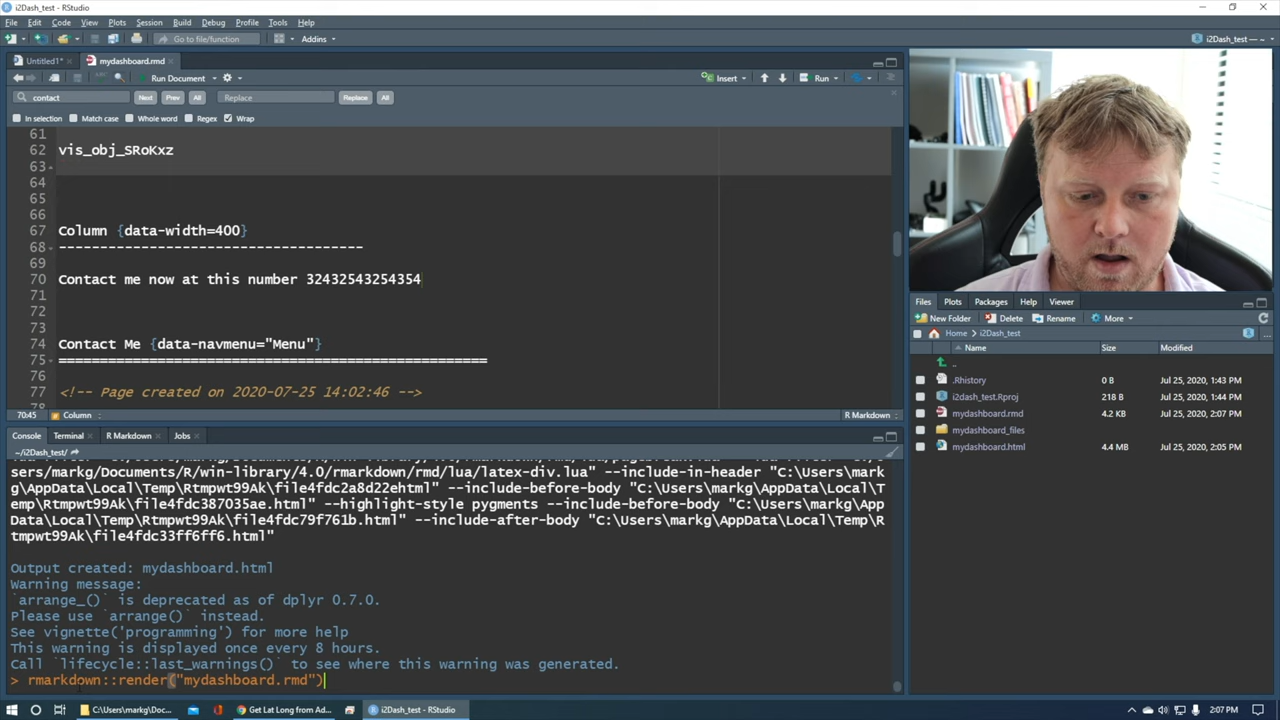 i2Dash_test - RStudio
File Edit Code View Plots Session Build Debug Profile Tools Help
Go to file/function Addins i2Dash_test
Untitled1* mydashboard.rmd
Run Document Insert Run
contact Next Prev All Replace Replace All
In selection Match case Whole word Regex Wrap
61
62 vis_obj_SRoKxz
63
64
65
66
67 Column {data-width=400}
68 -------------------------------------
69
70 Contact me now at this number 32432543254354
71
72
73
74 Contact Me {data-navmenu="Menu"}
75 ====================================================
76
77 <!-- Page created on 2020-07-25 14:02:46 -->
78
70:45 Column R Markdown
Console Terminal R Markdown Jobs
~/i2Dash_test/
sers/markg/Documents/R/win-library/4.0/rmarkdown/rmd/lua/latex-div.lua" --include-in-header "C:\Users\mark
g\AppData\Local\Temp\Rtmpwt99Ak\file4fdc2a8d22ehtml" --include-before-body "C:\Users\markg\AppData\Local\T
emp\Rtmpwt99Ak\file4fdc387035ae.html" --highlight-style pygments --include-before-body "C:\Users\markg\App
Data\Local\Temp\Rtmpwt99Ak\file4fdc79f761b.html" --include-after-body "C:\Users\markg\AppData\Local\Temp\R
tmpwt99Ak\file4fdc33ff6ff6.html"
Output created: mydashboard.html
Warning message:
`arrange_()` is deprecated as of dplyr 0.7.0.
Please use `arrange()` instead.
See vignette('programming') for more help
This warning is displayed once every 8 hours.
Call `lifecycle::last_warnings()` to see where this warning was generated.
> rmarkdown::render("mydashboard.rmd")
Files Plots Packages Help Viewer
New Folder Delete Rename More
Home i2Dash_test
Name Size Modified
..
.Rhistory 0 B Jul 25, 2020, 1:43 PM
i2dash_test.Rproj 218 B Jul 25, 2020, 1:44 PM
mydashboard.rmd 4.2 KB Jul 25, 2020, 2:07 PM
mydashboard_files
mydashboard.html 4.4 MB Jul 25, 2020, 2:05 PM
C:\Users\markg\Doc... Get Lat Long from Ad... i2Dash_test - RStudio 2:07 PM